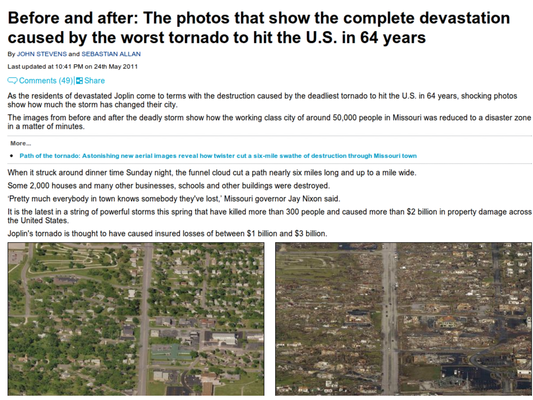 Before and after: The photos that show the complete devastation
caused by the worst tornado to hit the U.S. in 64 years
By JOHN STEVENS and SEBASTIAN ALLAN
Last updated at 10:41 PM on 24th May 2011
Comments (49) Share
As the residents of devastated Joplin come to terms with the destruction caused by the deadliest tornado to hit the U.S. in 64 years, shocking photos
show how much the storm has changed their city.
The images from before and after the deadly storm show how the working class city of around 50,000 people in Missouri was reduced to a disaster zone
in a matter of minutes.
More...
• Path of the tornado: Astonishing new aerial images reveal how twister cut a six-mile swathe of destruction through Missouri town
When it struck around dinner time Sunday night, the funnel cloud cut a path nearly six miles long and up to a mile wide.
Some 2,000 houses and many other businesses, schools and other buildings were destroyed.
'Pretty much everybody in town knows somebody they've lost,' Missouri governor Jay Nixon said.
It is the latest in a string of powerful storms this spring that have killed more than 300 people and caused more than $2 billion in property damage across
the United States.
Joplin's tornado is thought to have caused insured losses of between $1 billion and $3 billion.